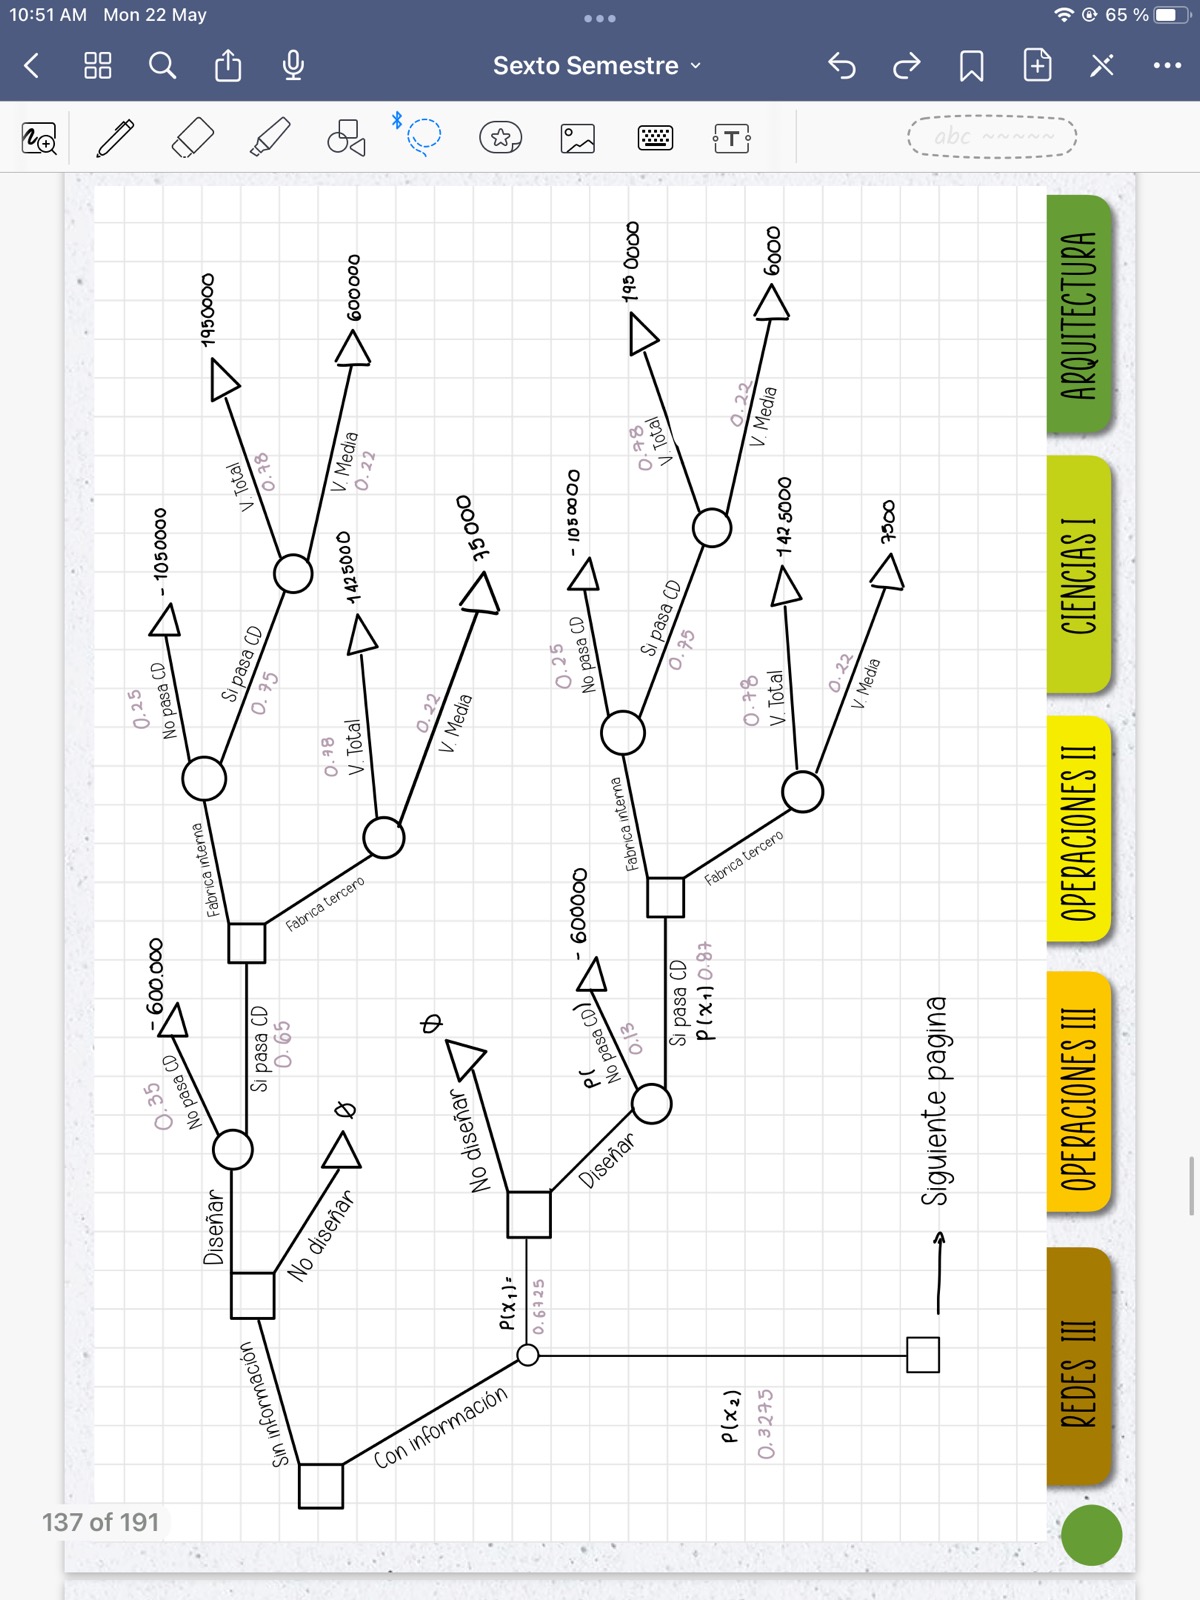 0.35
No pasa CD
- 600.000
Diseñar
Sin información
Si pasa CD
0.65
No diseñar
Ø
Fabrica interna
0.25
No pasa CD
- 1050000
Si pasa CD
0.75
V. Total
0.78
1950000
V. Media
0.22
600000
Fabrica tercero
0.78
V. Total
1425000
0.22
V. Media
75000
Con información
P(x₁)=
0.6725
No diseñar
Ø
Diseñar
P(
No pasa CD)
0.13
- 600000
Si pasa CD
P(x₁) 0.87
Fabrica interna
0.25
No pasa CD
- 1050000
Si pasa CD
0.75
0.78
V. Total
1950000
0.22
V. Media
6000
Fabrica tercero
0.78
V. Total
1425000
0.22
V. Media
7500
P(x₂)
0.3275
Siguiente pagina
REDES III
OPERACIONES III
OPERACIONES II
CIENCIAS I
ARQUITECTURA
137 of 191
10:51 AM Mon 22 May
65 %
Sexto Semestre
T
abc